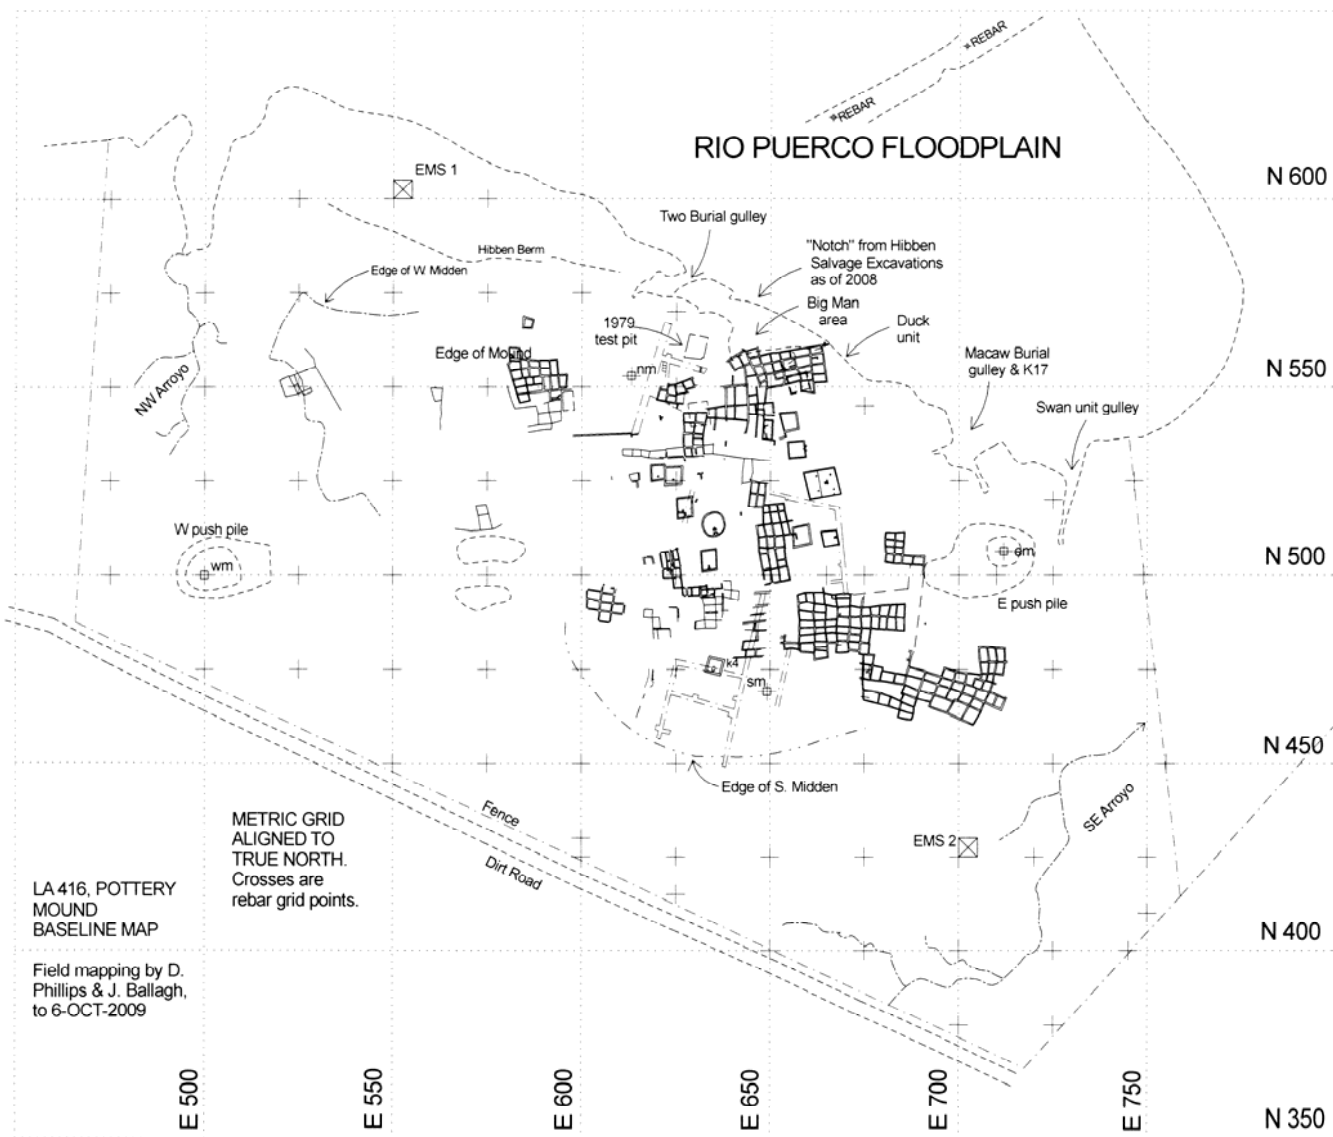 REBAR
REBAR
RIO PUERCO FLOODPLAIN
EMS 1
N 600
Two Burial gulley
"Notch" from Hibben
Salvage Excavations
as of 2008
Hibben Berm
Edge of W. Midden
Big Man
area
1979
test pit
Duck
unit
Edge of Mound
Macaw Burial
gulley & K17
N 550
nm
NW Arroyo
Swan unit gulley
W push pile
wm
em
N 500
E push pile
k4
sm
N 450
Edge of S. Midden
Fence
SE Arroyo
METRIC GRID
ALIGNED TO
TRUE NORTH.
Crosses are
rebar grid points.
EMS 2
Dirt Road
LA 416, POTTERY
MOUND
BASELINE MAP
N 400
Field mapping by D.
Phillips & J. Ballagh,
to 6-OCT-2009
E 500
E 550
E 600
E 650
E 700
E 750
N 350